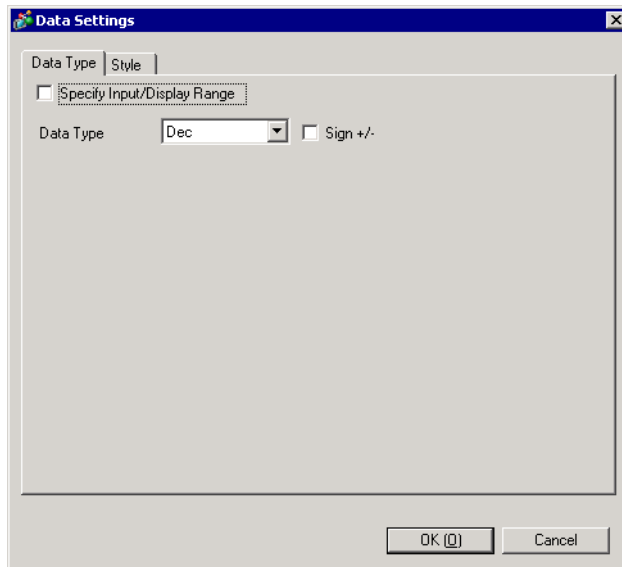 Data Settings
Data Type Style
Specify Input/Display Range
Data Type Dec Sign +/-
OK (O) Cancel